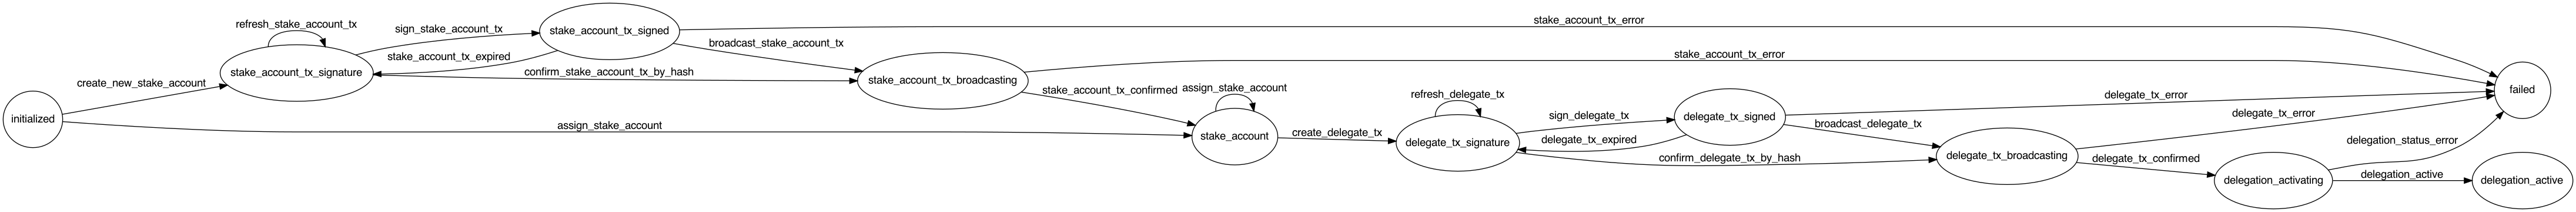 initialized
create_new_stake_account
assign_stake_account
refresh_stake_account_tx
stake_account_tx_signature
sign_stake_account_tx
stake_account_tx_expired
confirm_stake_account_tx_by_hash
stake_account_tx_signed
stake_account_tx_error
broadcast_stake_account_tx
stake_account_tx_broadcasting
stake_account_tx_error
stake_account_tx_confirmed
assign_stake_account
stake_account
create_delegate_tx
refresh_delegate_tx
delegate_tx_signature
sign_delegate_tx
delegate_tx_expired
confirm_delegate_tx_by_hash
delegate_tx_signed
delegate_tx_error
broadcast_delegate_tx
delegate_tx_broadcasting
delegate_tx_error
delegate_tx_confirmed
delegation_activating
delegation_status_error
delegation_active
failed
delegation_active